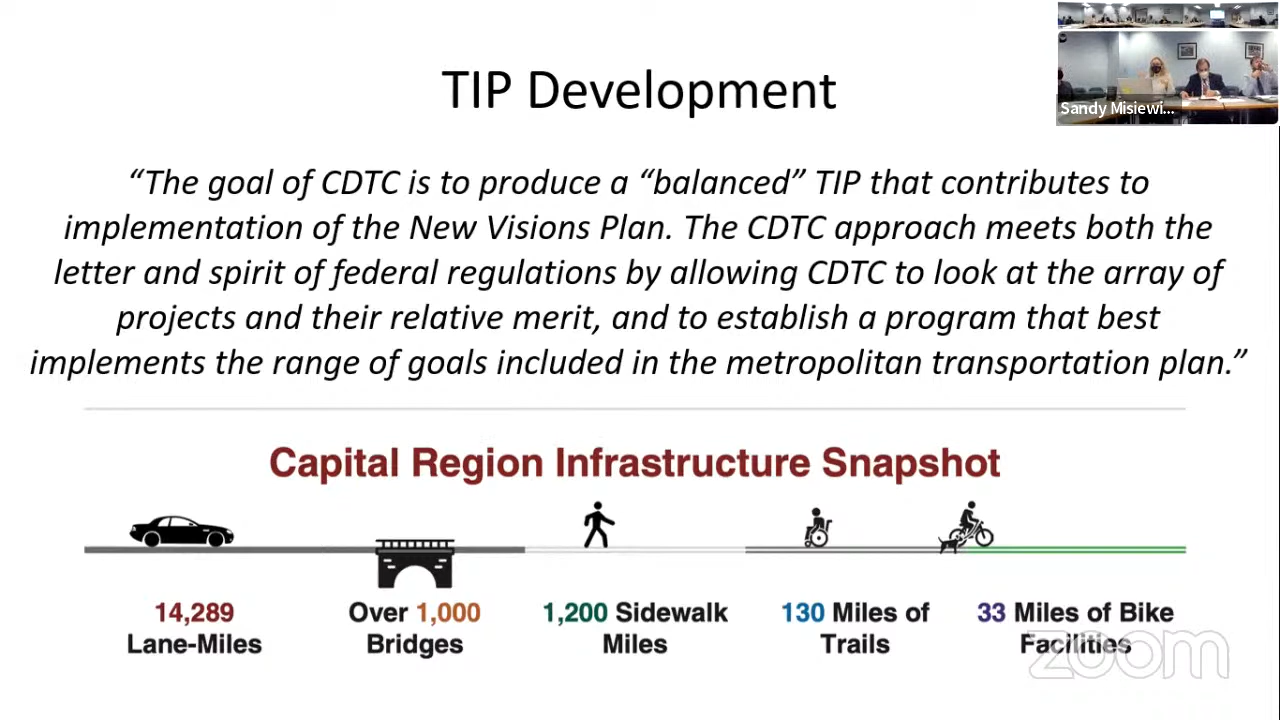 TIP Development
Sandy Misiewi...
“The goal of CDTC is to produce a “balanced” TIP that contributes to
implementation of the New Visions Plan. The CDTC approach meets both the
letter and spirit of federal regulations by allowing CDTC to look at the array of
projects and their relative merit, and to establish a program that best
implements the range of goals included in the metropolitan transportation plan.”
Capital Region Infrastructure Snapshot
14,289
Lane-Miles
Over 1,000
Bridges
1,200 Sidewalk
Miles
130 Miles of
Trails
33 Miles of Bike
Facilities
zoom